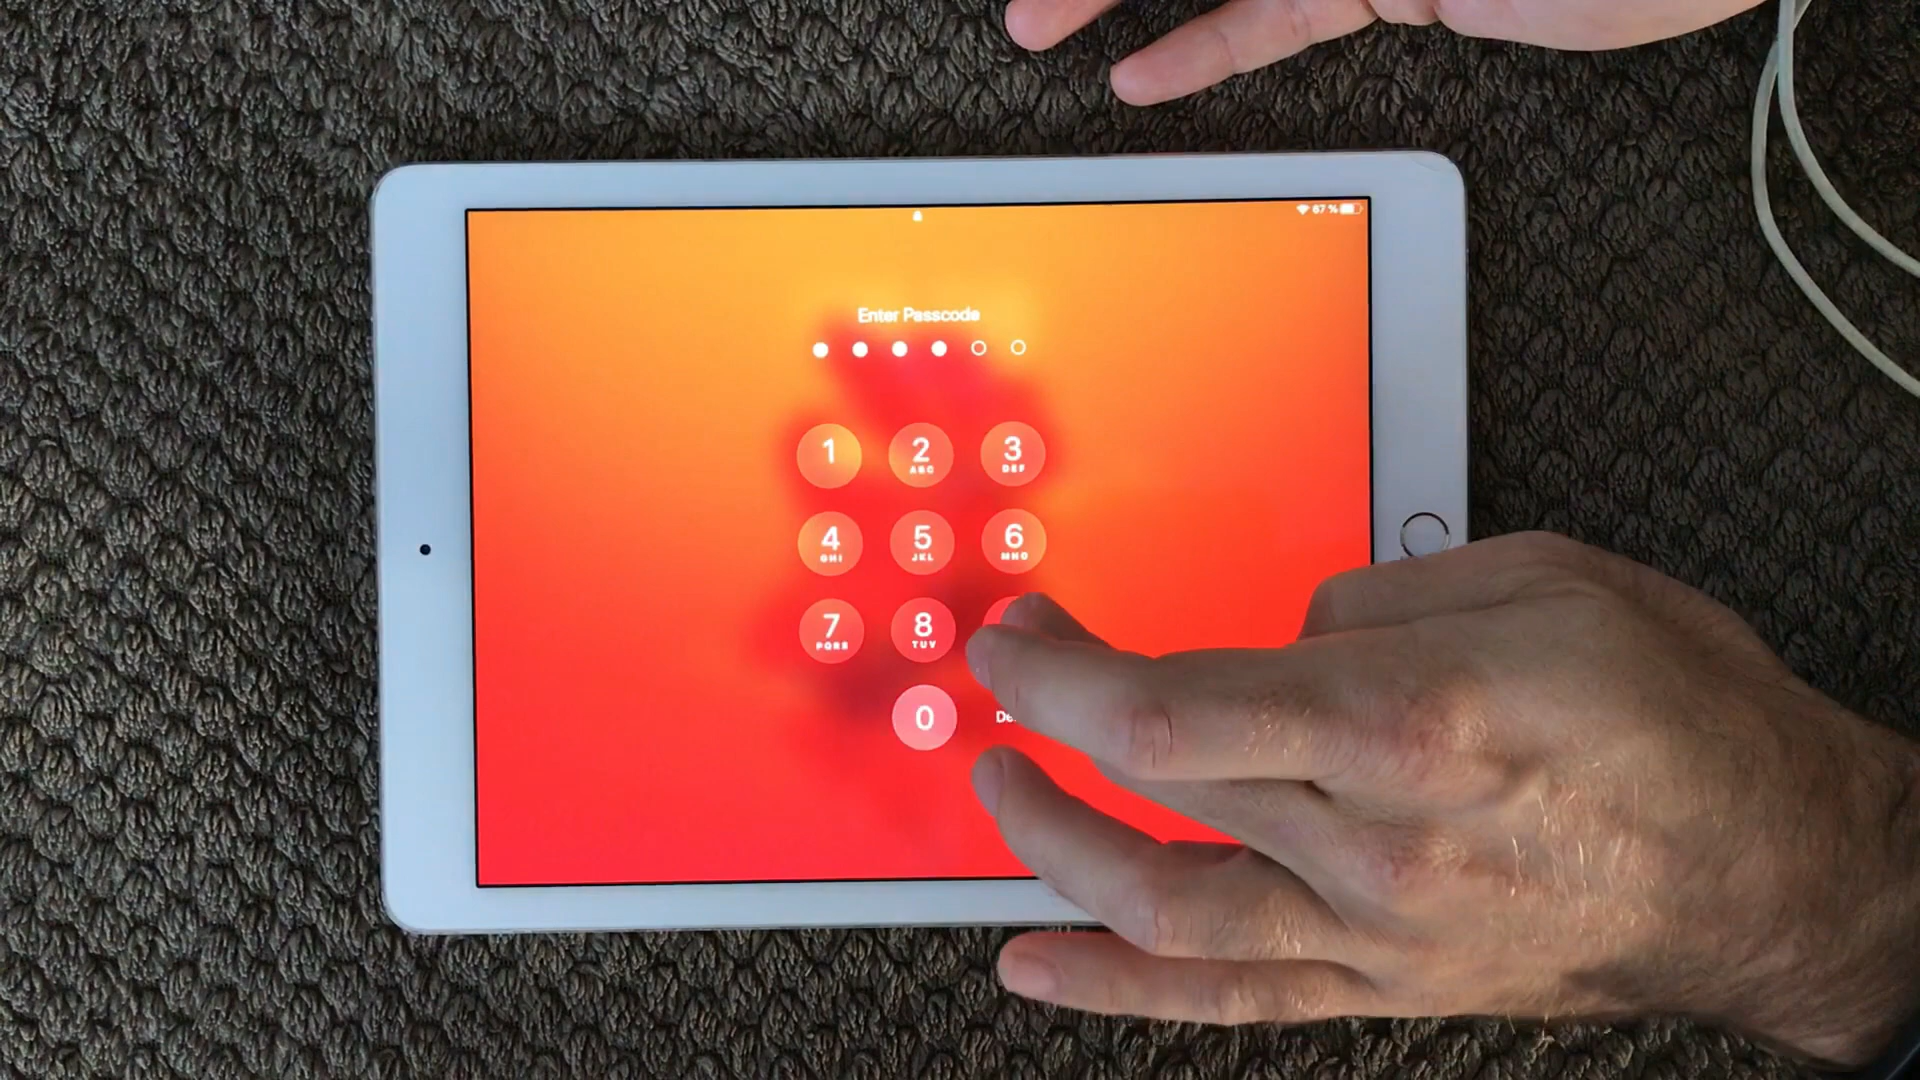 67 %
Enter Passcode
1 2 3
ABC DEF
4 5 6
GHI JKL MNO
7 8
PQRS TUV
0